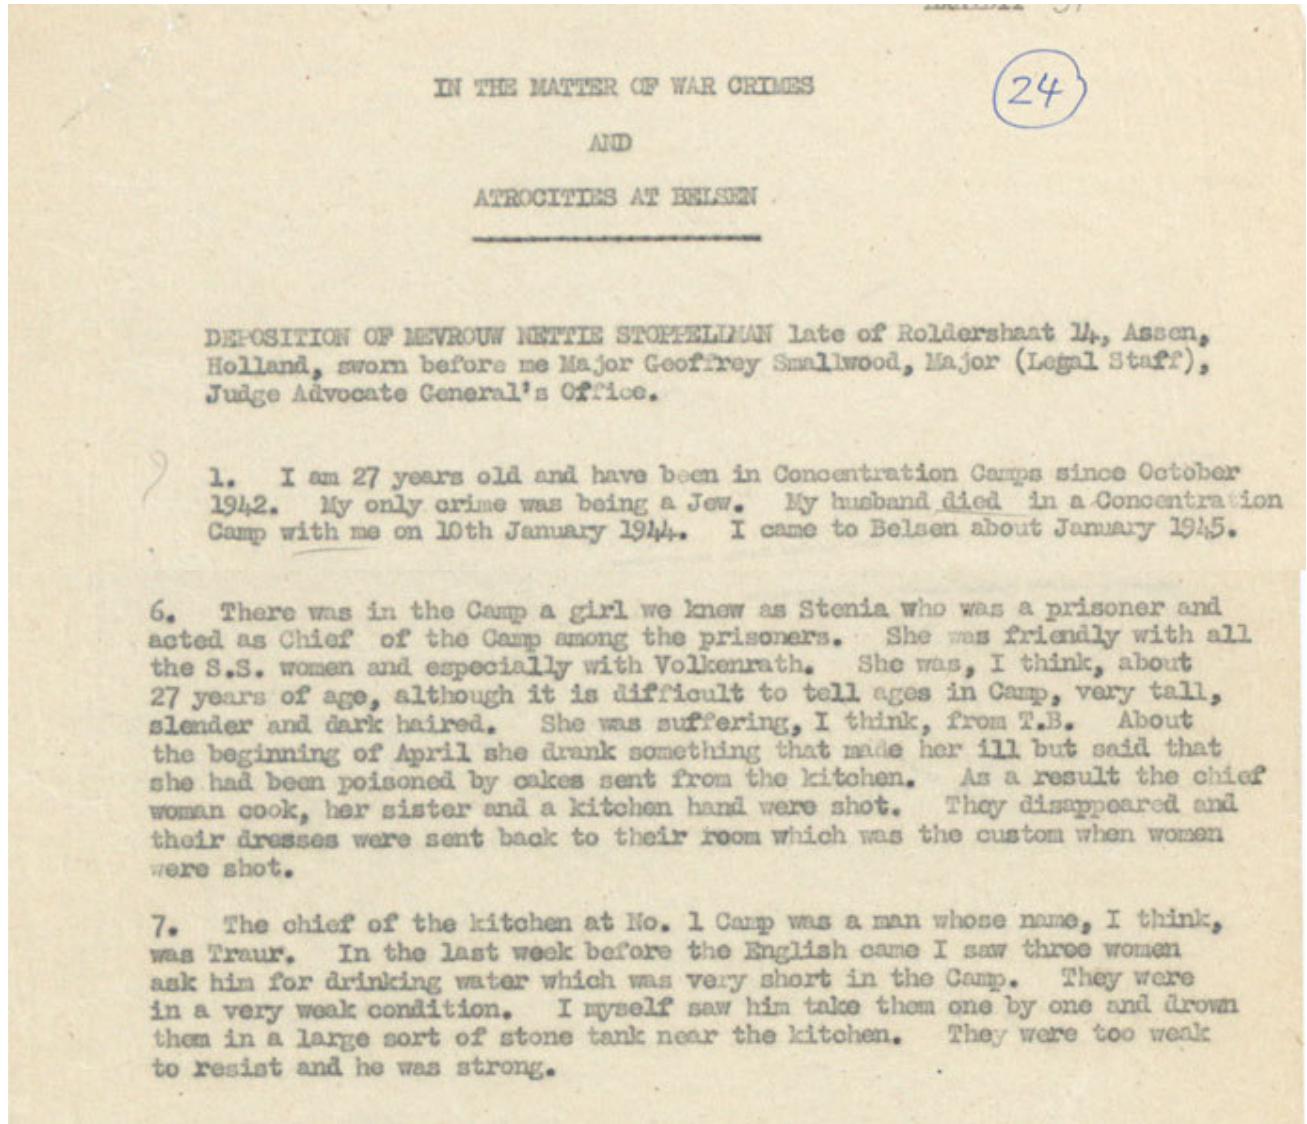 24
IN THE MATTER OF WAR CRIMES
AND
ATROCITIES AT BELSEN
DEPOSITION OF MEVROUW NETTIE STOPPELLMAN late of Roldershaat 14, Assen,
Holland, sworn before me Major Geoffrey Smallwood, Major (Legal Staff),
Judge Advocate General's Office.
1. I am 27 years old and have been in Concentration Camps since October
1942. My only crime was being a Jew. My husband died in a Concentration
Camp with me on 10th January 1944. I came to Belsen about January 1945.
6. There was in the Camp a girl we knew as Stenia who was a prisoner and
acted as Chief of the Camp among the prisoners. She was friendly with all
the S.S. women and especially with Volkenrath. She was, I think, about
27 years of age, although it is difficult to tell ages in Camp, very tall,
slender and dark haired. She was suffering, I think, from T.B. About
the beginning of April she drank something that made her ill but said that
she had been poisoned by cakes sent from the kitchen. As a result the chief
woman cook, her sister and a kitchen hand were shot. They disappeared and
their dresses were sent back to their room which was the custom when women
were shot.
7. The chief of the kitchen at No. 1 Camp was a man whose name, I think,
was Traur. In the last week before the English came I saw three women
ask him for drinking water which was very short in the Camp. They were
in a very weak condition. I myself saw him take them one by one and drown
them in a large sort of stone tank near the kitchen. They were too weak
to resist and he was strong.